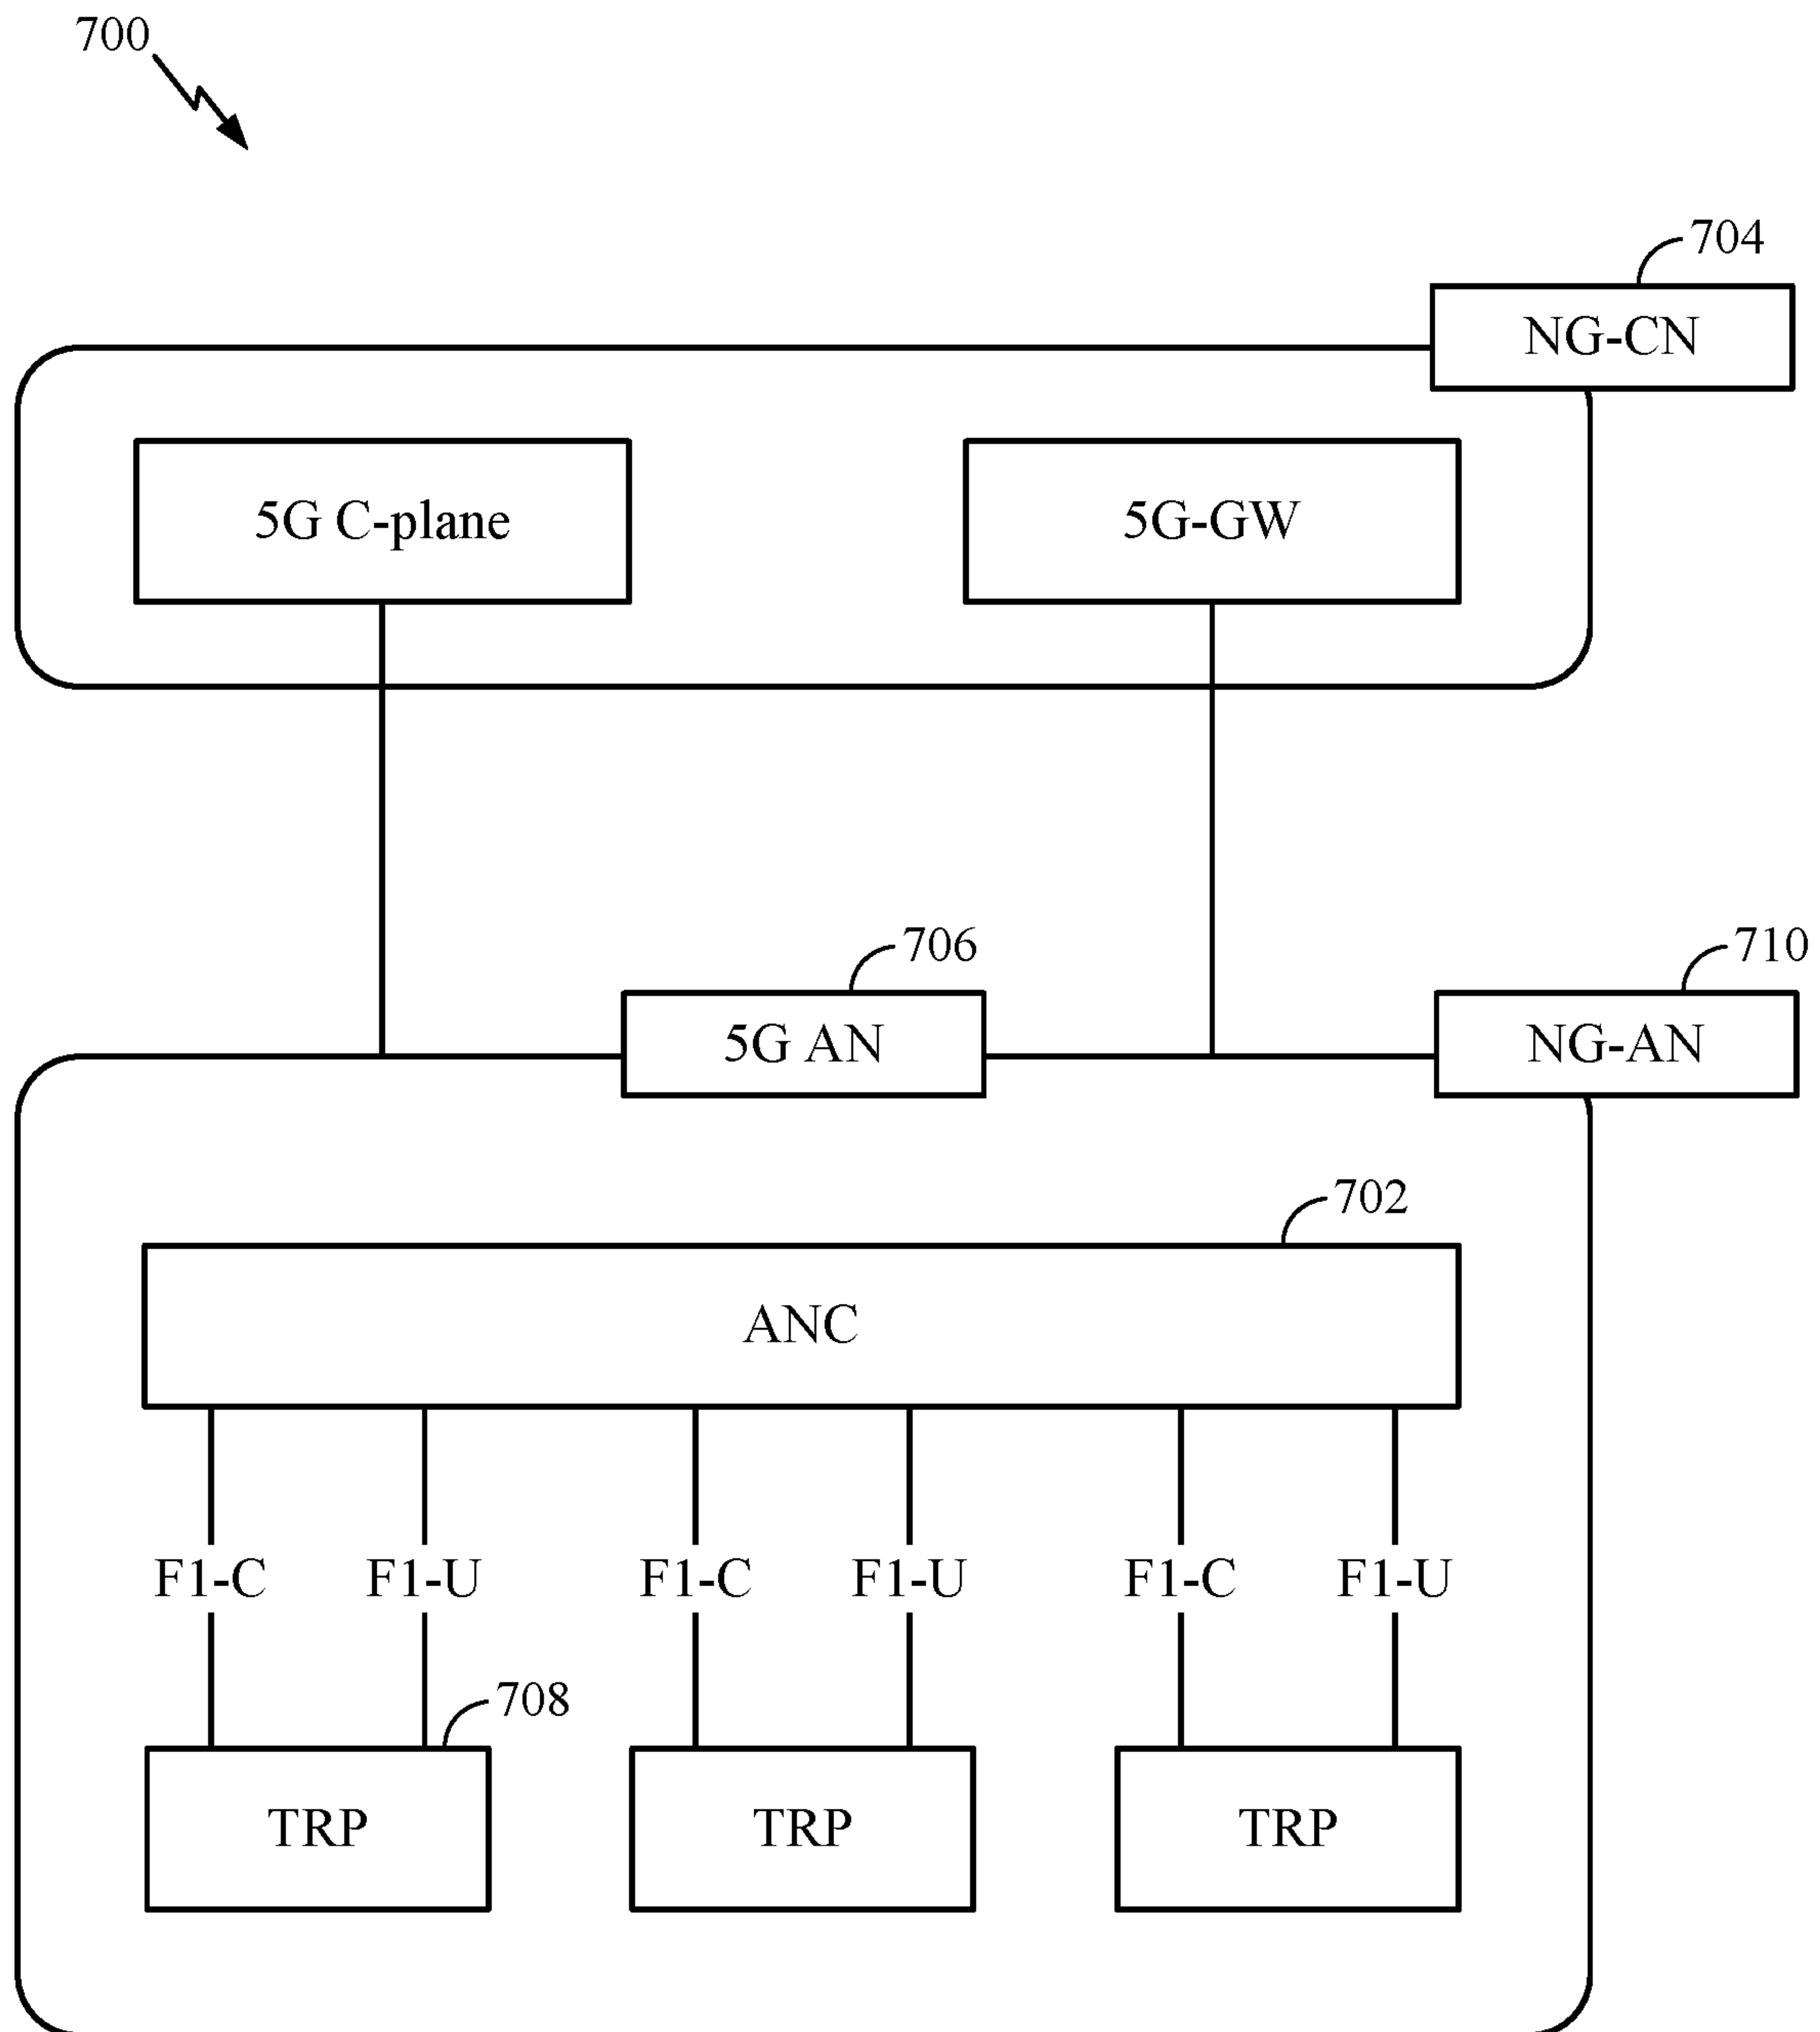 700
704
NG-CN
5G C-plane
5G-GW
706
710
5G AN
NG-AN
702
ANC
F1-C F1-U F1-C F1-U F1-C F1-U
708
TRP TRP TRP